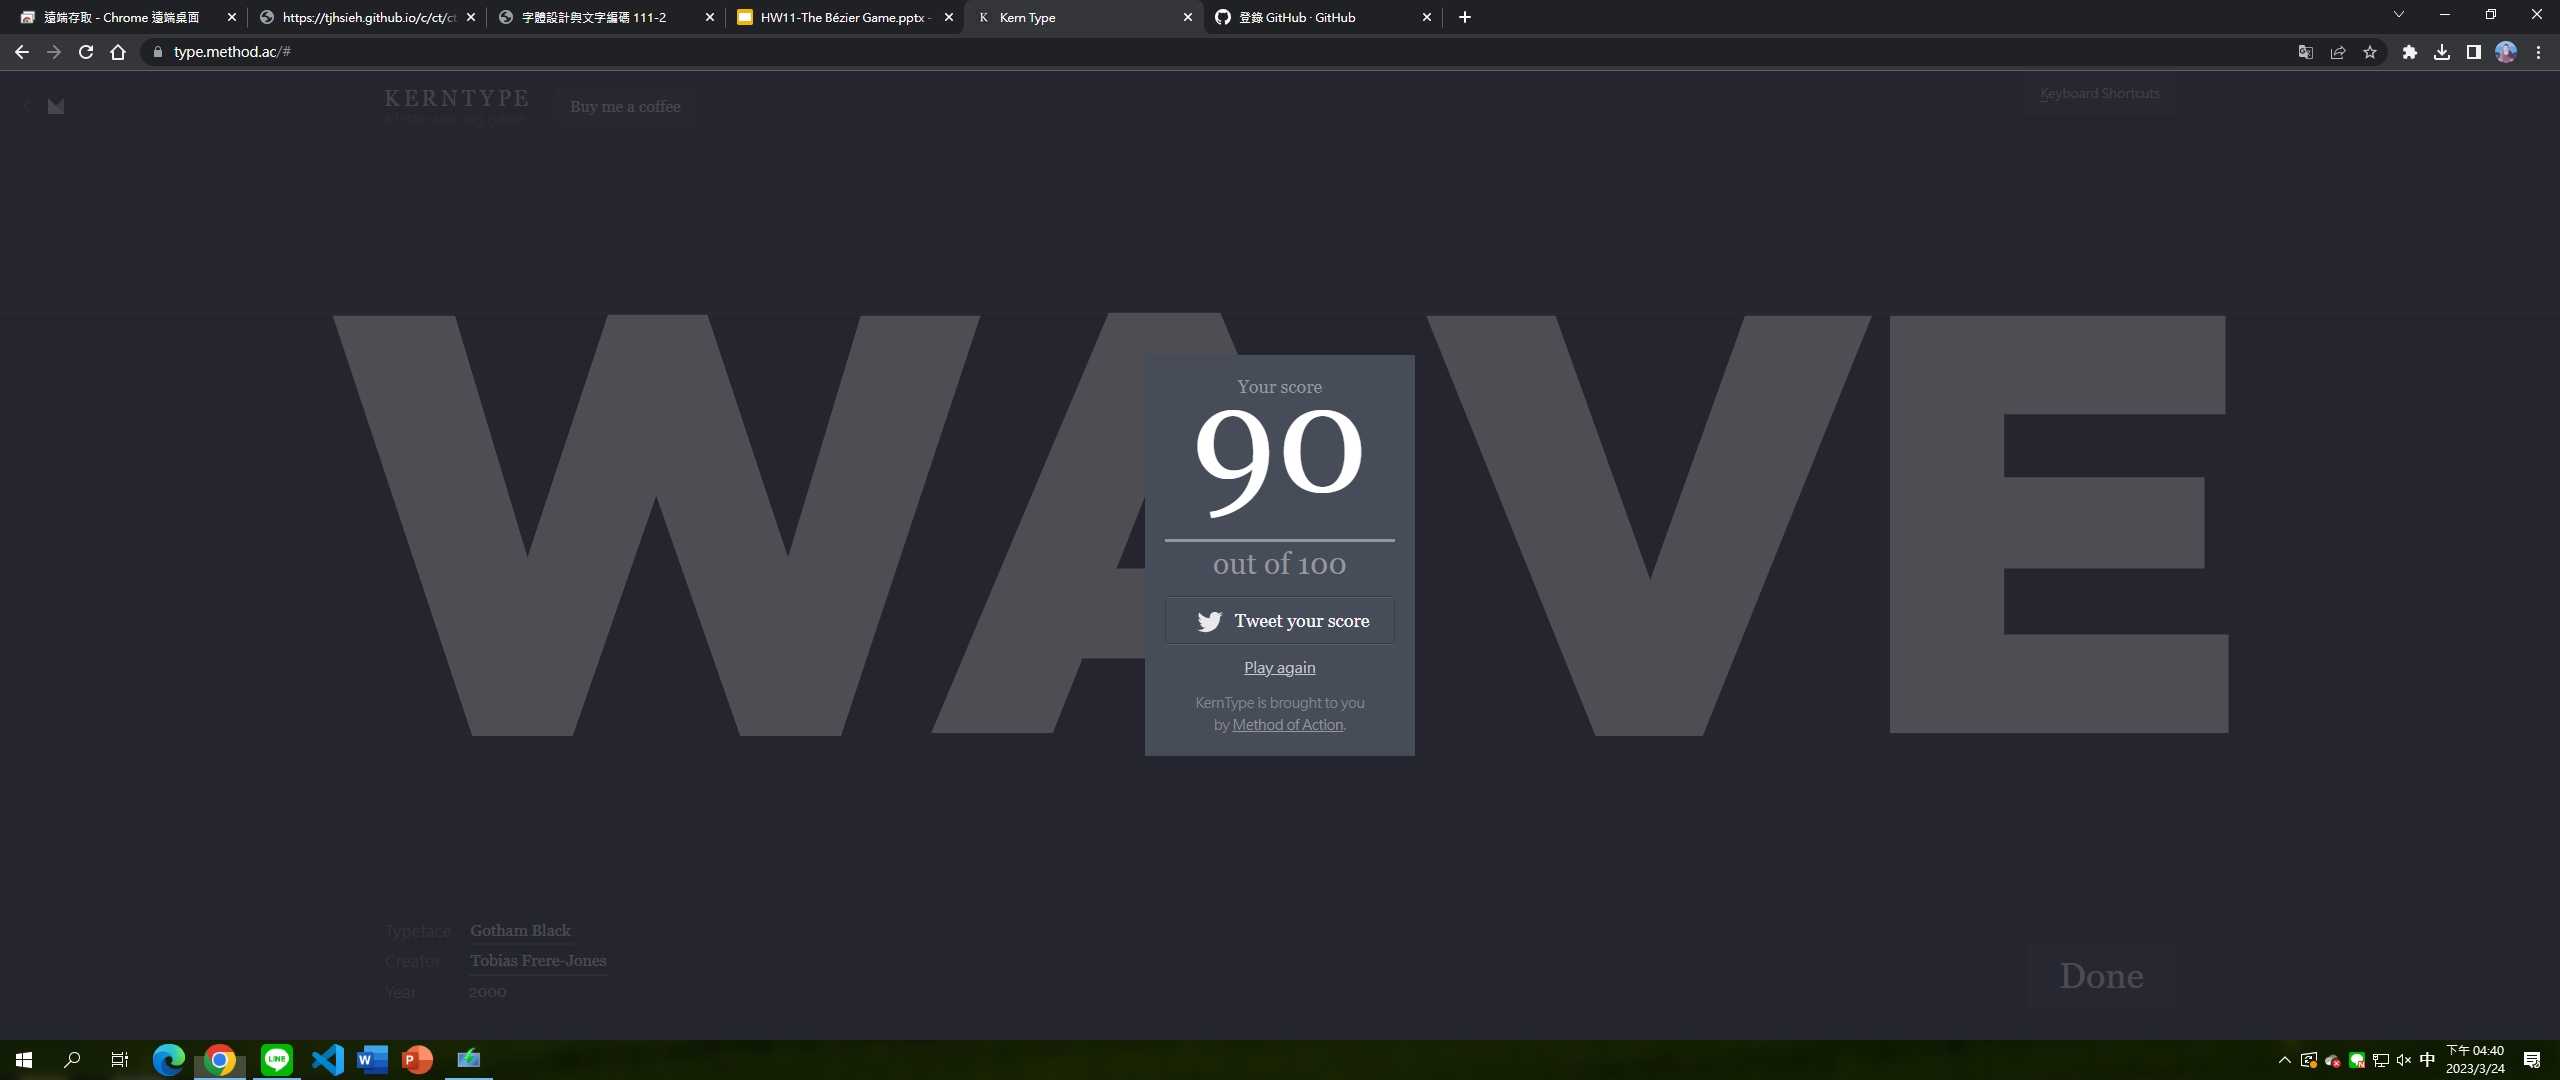 遠端存取 - Chrome 遠端桌面
https://tjhsieh.github.io/c/ct/ct
字體設計與文字編碼 111-2
HW11-The Bézier Game.pptx -
K Kern Type
登錄 GitHub · GitHub
type.method.ac/#
KERNTYPE
a letter spacing game
Buy me a coffee
Keyboard Shortcuts
WAVE
Your score
90
out of 100
Tweet your score
Play again
KernType is brought to you
by Method of Action.
Typeface Gotham Black
Creator Tobias Frere-Jones
Year 2000
Done
LINE
W
P
中
下午 04:40
2023/3/24